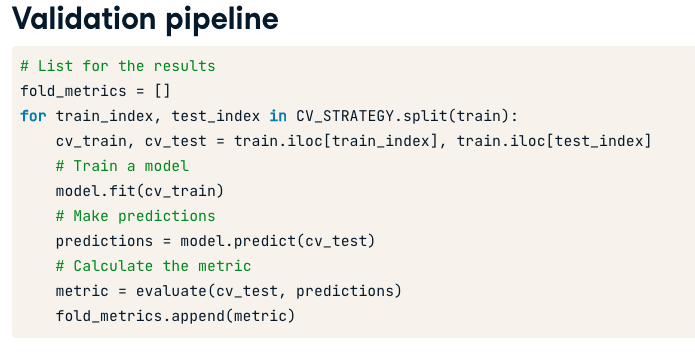 Validation pipeline
# List for the results
fold_metrics = []
for train_index, test_index in CV_STRATEGY.split(train):
    cv_train, cv_test = train.iloc[train_index], train.iloc[test_index]
    # Train a model
    model.fit(cv_train)
    # Make predictions
    predictions = model.predict(cv_test)
    # Calculate the metric
    metric = evaluate(cv_test, predictions)
    fold_metrics.append(metric)